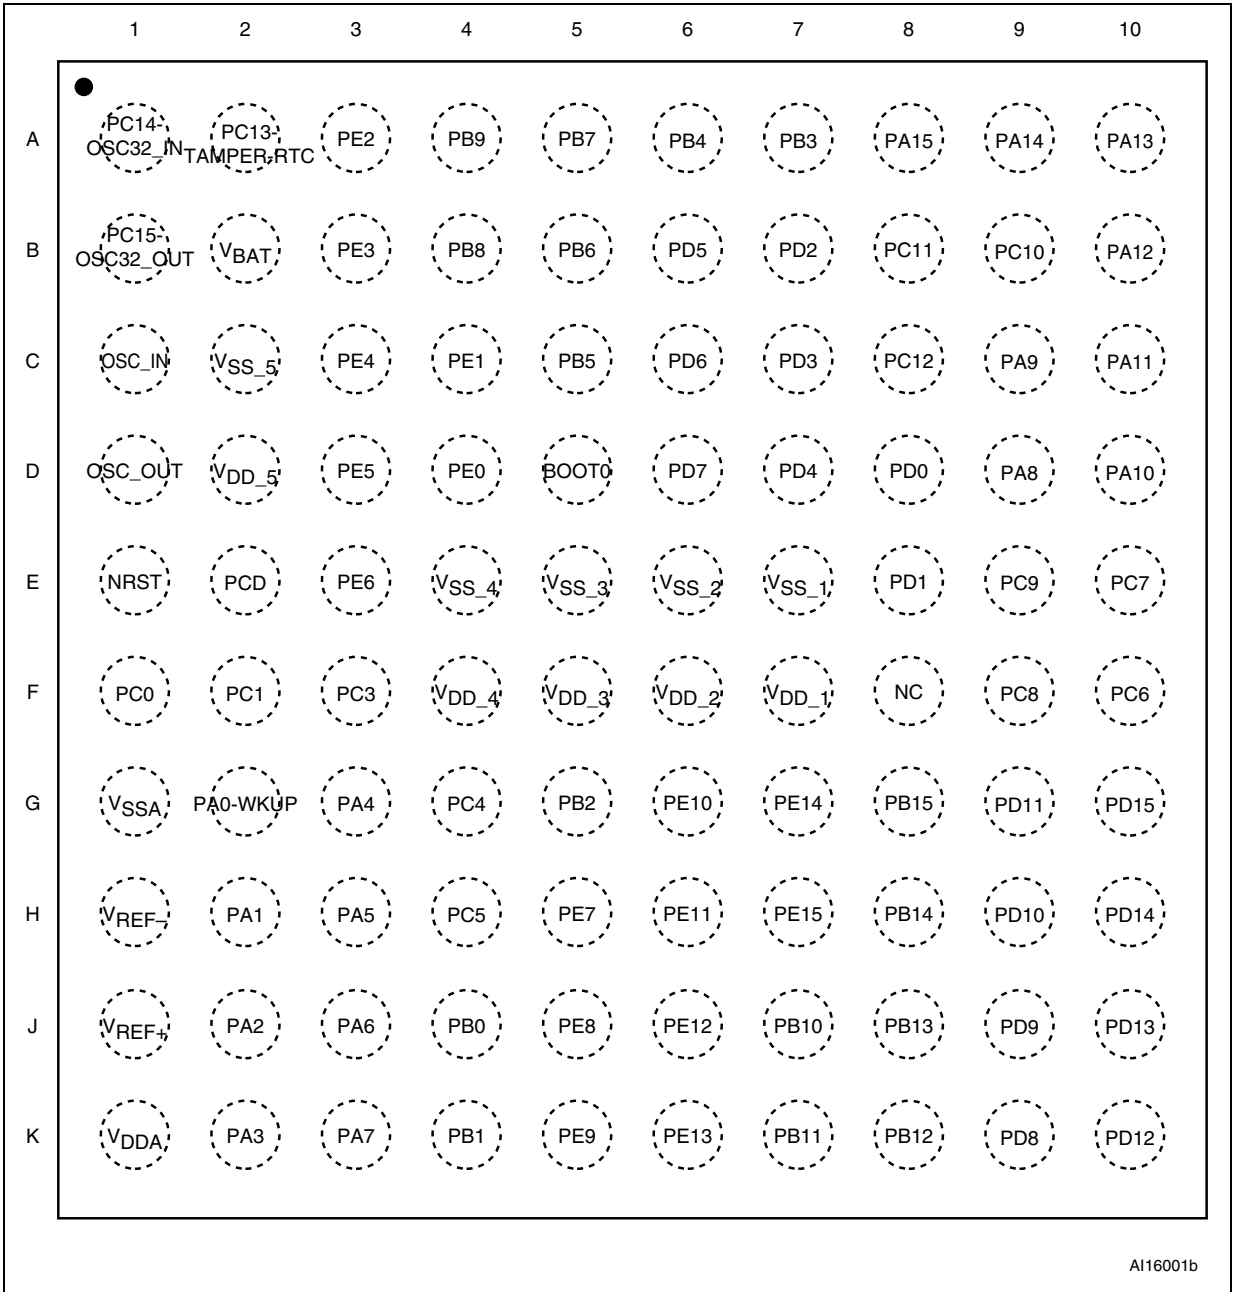 1 2 3 4 5 6 7 8 9 10
A PC14-OSC32_IN PC13-TAMPER-RTC PE2 PB9 PB7 PB4 PB3 PA15 PA14 PA13
B PC15-OSC32_OUT VBAT PE3 PB8 PB6 PD5 PD2 PC11 PC10 PA12
C OSC_IN VSS_5 PE4 PE1 PB5 PD6 PD3 PC12 PA9 PA11
D OSC_OUT VDD_5 PE5 PE0 BOOT0 PD7 PD4 PD0 PA8 PA10
E NRST PCD PE6 VSS_4 VSS_3 VSS_2 VSS_1 PD1 PC9 PC7
F PC0 PC1 PC3 VDD_4 VDD_3 VDD_2 VDD_1 NC PC8 PC6
G VSSA PA0-WKUP PA4 PC4 PB2 PE10 PE14 PB15 PD11 PD15
H VREF– PA1 PA5 PC5 PE7 PE11 PE15 PB14 PD10 PD14
J VREF+ PA2 PA6 PB0 PE8 PE12 PB10 PB13 PD9 PD13
K VDDA PA3 PA7 PB1 PE9 PE13 PB11 PB12 PD8 PD12
AI16001b